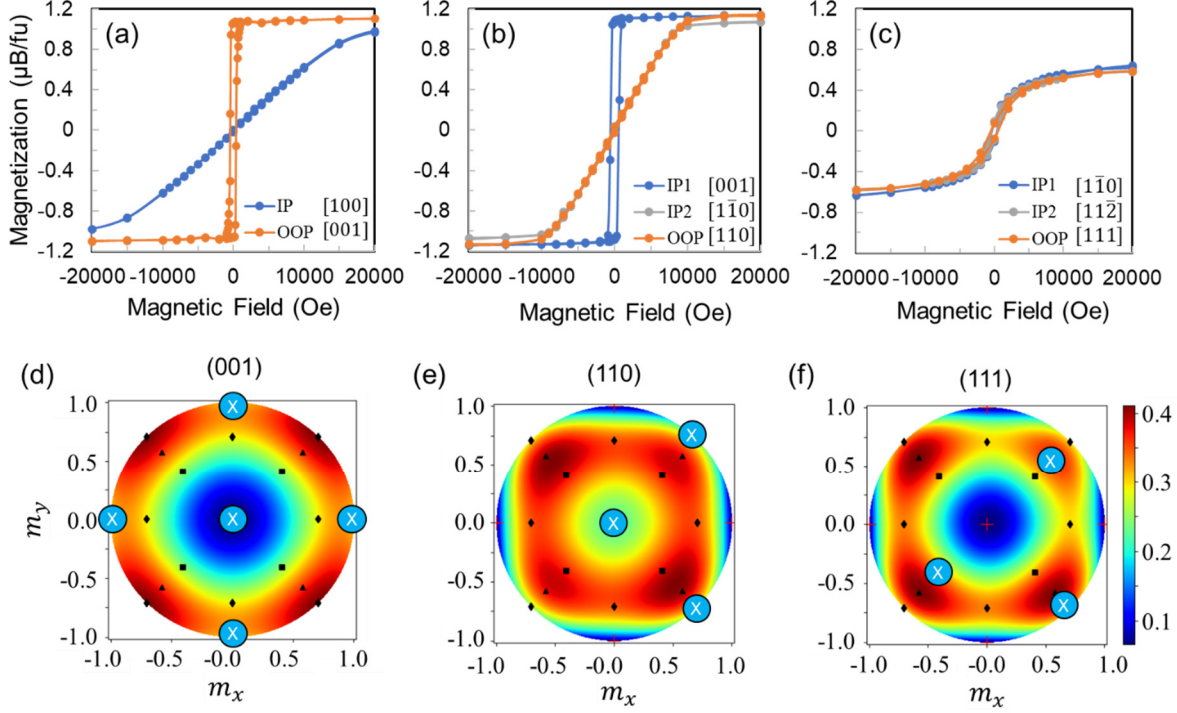 (a)
1.2
0.8
0.4
0
-0.4
-0.8
-1.2
Magnetization (µB/fu)
IP [100]
OOP [001]
-20000 -10000 0 10000 20000
Magnetic Field (Oe)
(b)
1.2
0.8
0.4
0
-0.4
-0.8
-1.2
IP1 [001]
IP2 [11̅0]
OOP [110]
-20000 -10000 0 10000 20000
Magnetic Field (Oe)
(c)
1.2
0.8
0.4
0
-0.4
-0.8
-1.2
IP1 [11̅0]
IP2 [112̅]
OOP [111]
-20000 -10000 0 10000 20000
Magnetic Field (Oe)
(d)
(001)
1.0
0.5
0.0
-0.5
-1.0
m_y
X
X X X
X
-1.0 -0.5 0.0 0.5 1.0
m_x
(e)
(110)
1.0
0.5
0.0
-0.5
-1.0
X
X
X
-1.0 -0.5 0.0 0.5 1.0
m_x
(f)
(111)
1.0
0.5
0.0
-0.5
-1.0
X
X
X
-1.0 -0.5 -0.0 0.5 1.0
m_x
0.4
0.3
0.2
0.1